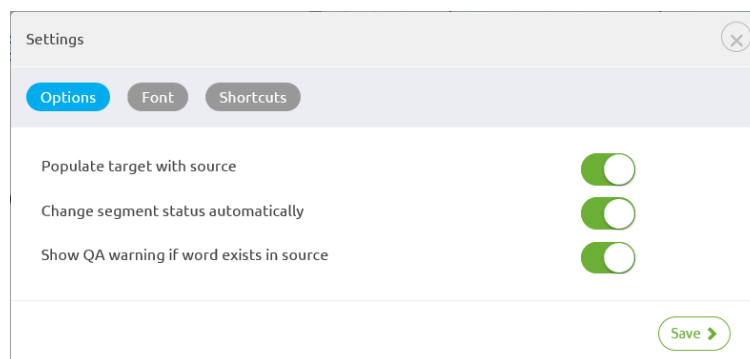 Settings
Options Font Shortcuts
Populate target with source
Change segment status automatically
Show QA warning if word exists in source
Save